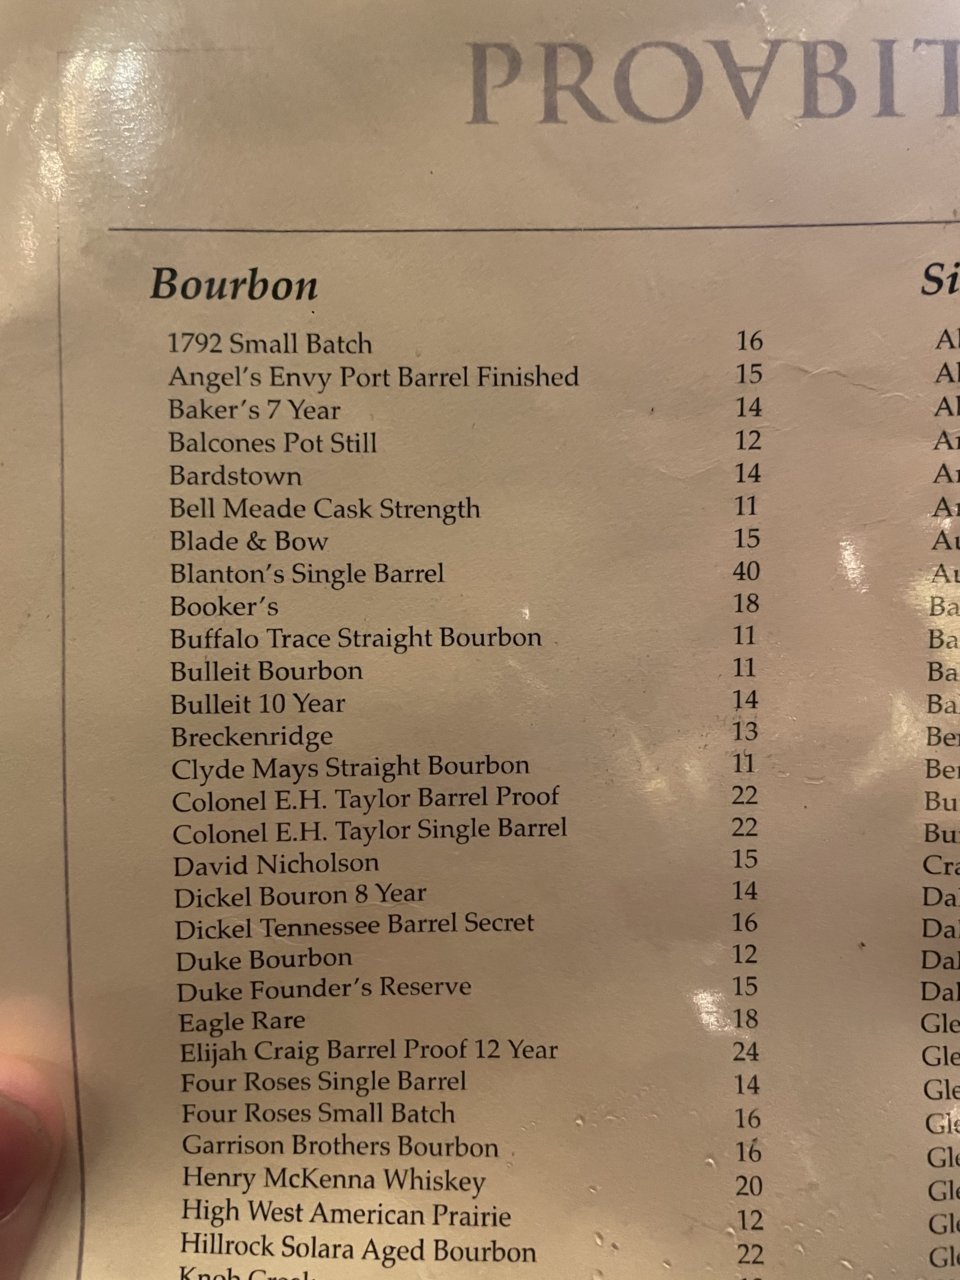 PROⱯBIT
Bourbon
1792 Small Batch 16
Angel's Envy Port Barrel Finished 15
Baker's 7 Year 14
Balcones Pot Still 12
Bardstown 14
Bell Meade Cask Strength 11
Blade & Bow 15
Blanton's Single Barrel 40
Booker's 18
Buffalo Trace Straight Bourbon 11
Bulleit Bourbon 11
Bulleit 10 Year 14
Breckenridge 13
Clyde Mays Straight Bourbon 11
Colonel E.H. Taylor Barrel Proof 22
Colonel E.H. Taylor Single Barrel 22
David Nicholson 15
Dickel Bouron 8 Year 14
Dickel Tennessee Barrel Secret 16
Duke Bourbon 12
Duke Founder's Reserve 15
Eagle Rare 18
Elijah Craig Barrel Proof 12 Year 24
Four Roses Single Barrel 14
Four Roses Small Batch 16
Garrison Brothers Bourbon 16
Henry McKenna Whiskey 20
High West American Prairie 12
Hillrock Solara Aged Bourbon 22
Knob Creek
Si